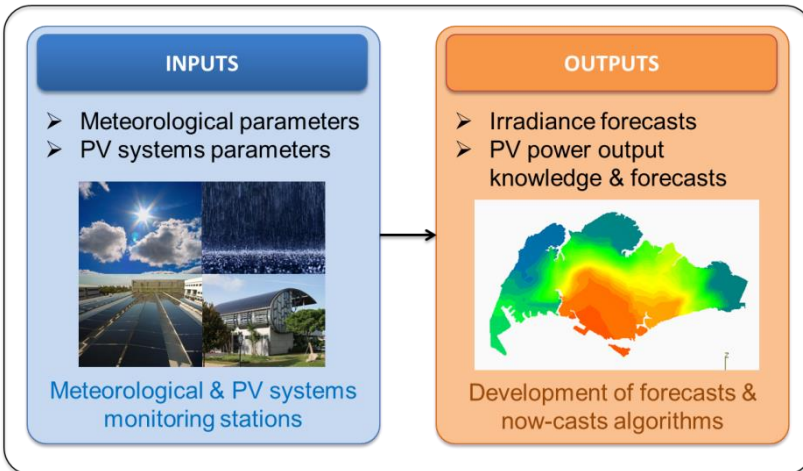 INPUTS
➢ Meteorological parameters
➢ PV systems parameters
Meteorological & PV systems
monitoring stations
OUTPUTS
➢ Irradiance forecasts
➢ PV power output
knowledge & forecasts
z
Development of forecasts &
now-casts algorithms